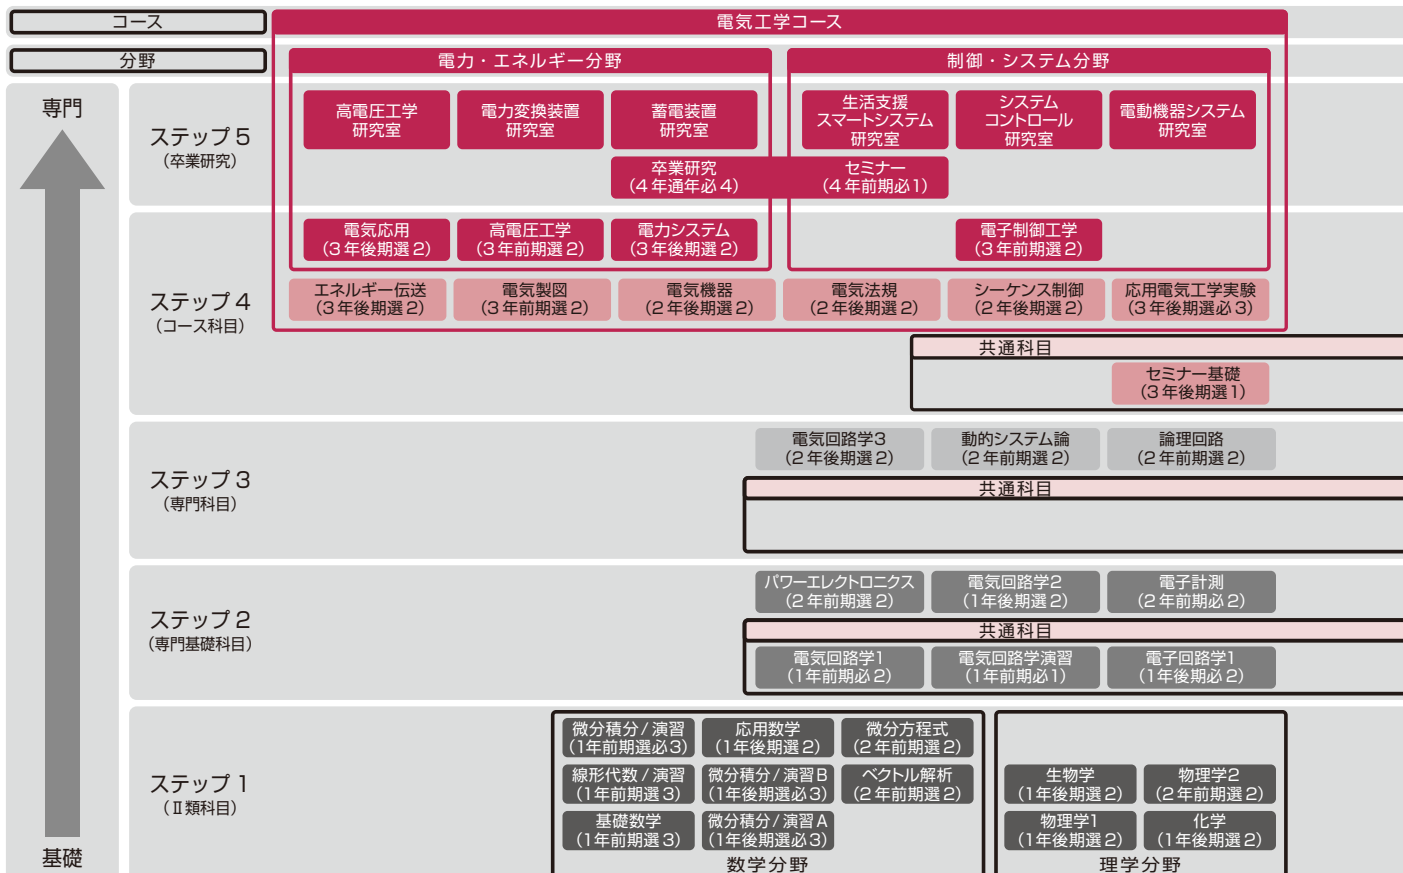 コース
電気工学コース
分野
電力・エネルギー分野
制御・システム分野
専門
基礎
ステップ 5
(卒業研究)
高電圧工学
研究室
電力変換装置
研究室
蓄電装置
研究室
生活支援
スマートシステム
研究室
システム
コントロール
研究室
電動機器システム
研究室
卒業研究
(4年通年必4)
セミナー
(4年前期必1)
ステップ 4
(コース科目)
電気応用
(3年後期選2)
高電圧工学
(3年前期選2)
電力システム
(3年後期選2)
電子制御工学
(3年前期選2)
エネルギー伝送
(3年後期選2)
電気製図
(3年前期選2)
電気機器
(2年後期選2)
電気法規
(2年後期選2)
シーケンス制御
(2年後期選2)
応用電気工学実験
(3年後期選必3)
共通科目
セミナー基礎
(3年後期選1)
ステップ 3
(専門科目)
電気回路学3
(2年後期選2)
動的システム論
(2年前期選2)
論理回路
(2年前期選2)
共通科目
ステップ 2
(専門基礎科目)
パワーエレクトロニクス
(2年前期選2)
電気回路学2
(1年後期選2)
電子計測
(2年前期必2)
共通科目
電気回路学1
(1年前期必2)
電気回路学演習
(1年前期必1)
電子回路学1
(1年後期必2)
ステップ 1
(Ⅱ類科目)
微分積分/演習
(1年前期選必3)
応用数学
(1年後期選2)
微分方程式
(2年前期選2)
線形代数/演習
(1年前期選3)
微分積分/演習B
(1年後期選必3)
ベクトル解析
(2年前期選2)
基礎数学
(1年前期選3)
微分積分/演習A
(1年後期選必3)
数学分野
生物学
(1年後期選2)
物理学2
(2年前期選2)
物理学1
(1年後期選2)
化学
(1年後期選2)
理学分野